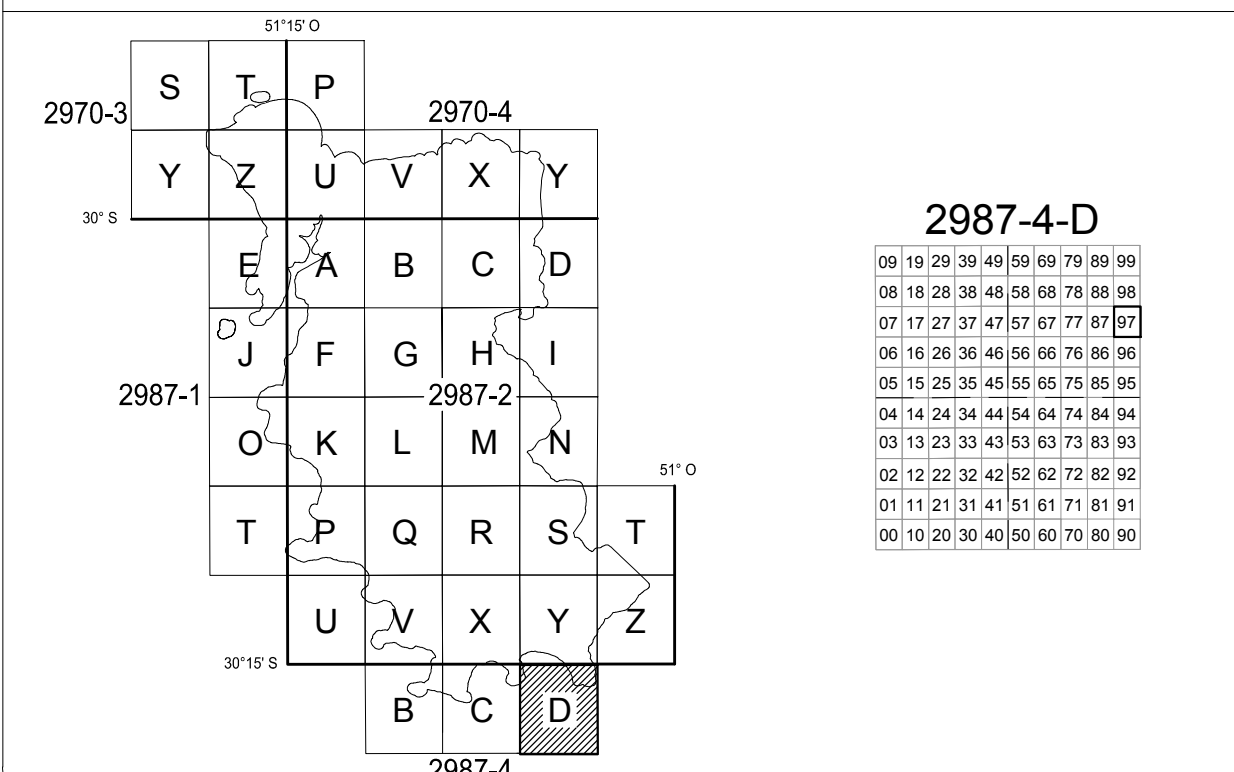 51°15' O
S T P
2970-3 2970-4
Y Z U V X Y
30° S
E A B C D
J F G H I
2987-1 2987-2
O K L M N
51° O
T P Q R S T
U V X Y Z
30°15' S
B C D
2987-4
2987-4-D
09 19 29 39 49 59 69 79 89 99
08 18 28 38 48 58 68 78 88 98
07 17 27 37 47 57 67 77 87 97
06 16 26 36 46 56 66 76 86 96
05 15 25 35 45 55 65 75 85 95
04 14 24 34 44 54 64 74 84 94
03 13 23 33 43 53 63 73 83 93
02 12 22 32 42 52 62 72 82 92
01 11 21 31 41 51 61 71 81 91
00 10 20 30 40 50 60 70 80 90